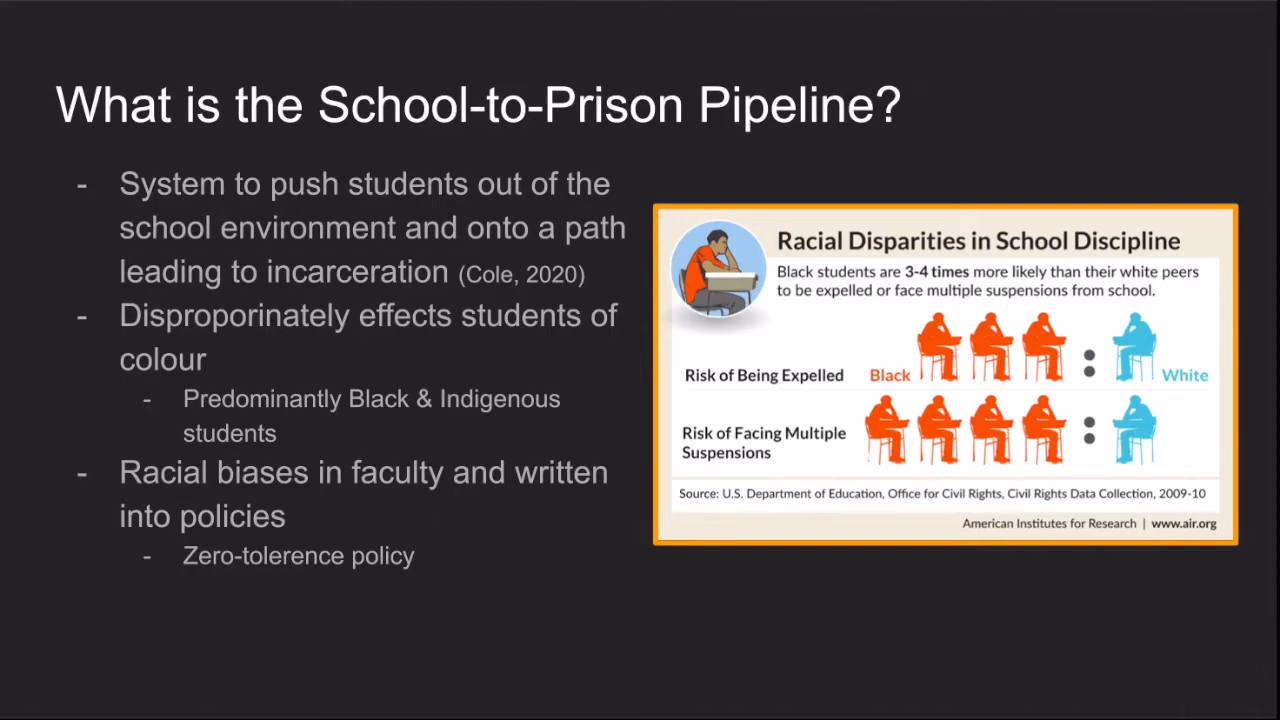 What is the School-to-Prison Pipeline?
- System to push students out of the
school environment and onto a path
leading to incarceration (Cole, 2020)
- Disproporinately effects students of
colour
- Predominantly Black & Indigenous
students
- Racial biases in faculty and written
into policies
- Zero-tolerence policy
Racial Disparities in School Discipline
Black students are 3-4 times more likely than their white peers
to be expelled or face multiple suspensions from school.
Risk of Being Expelled Black : White
Risk of Facing Multiple
Suspensions :
Source: U.S. Department of Education, Office for Civil Rights, Civil Rights Data Collection, 2009-10
American Institutes for Research | www.air.org